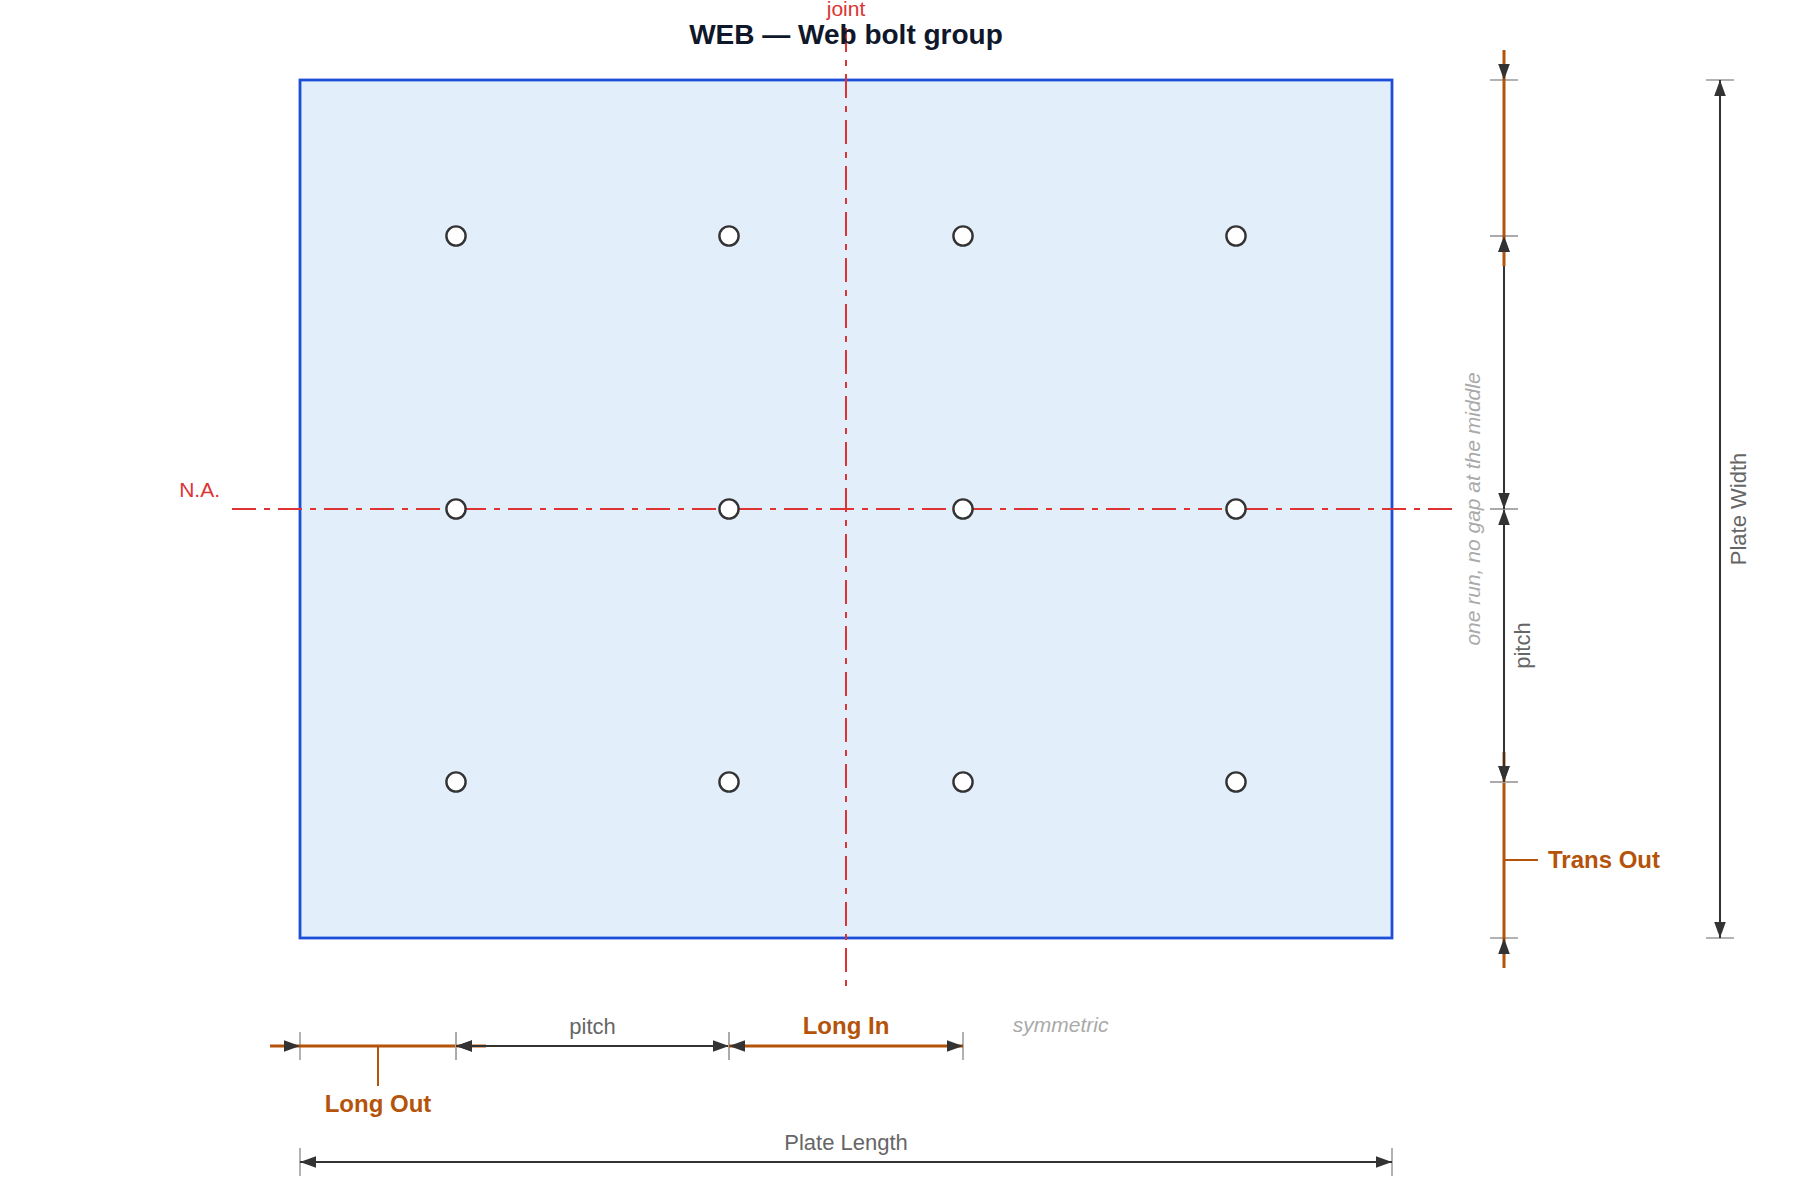 joint
WEB — Web bolt group
N.A.
one run, no gap at the middle
Plate Width
pitch
Trans Out
pitch
Long In
symmetric
Long Out
Plate Length